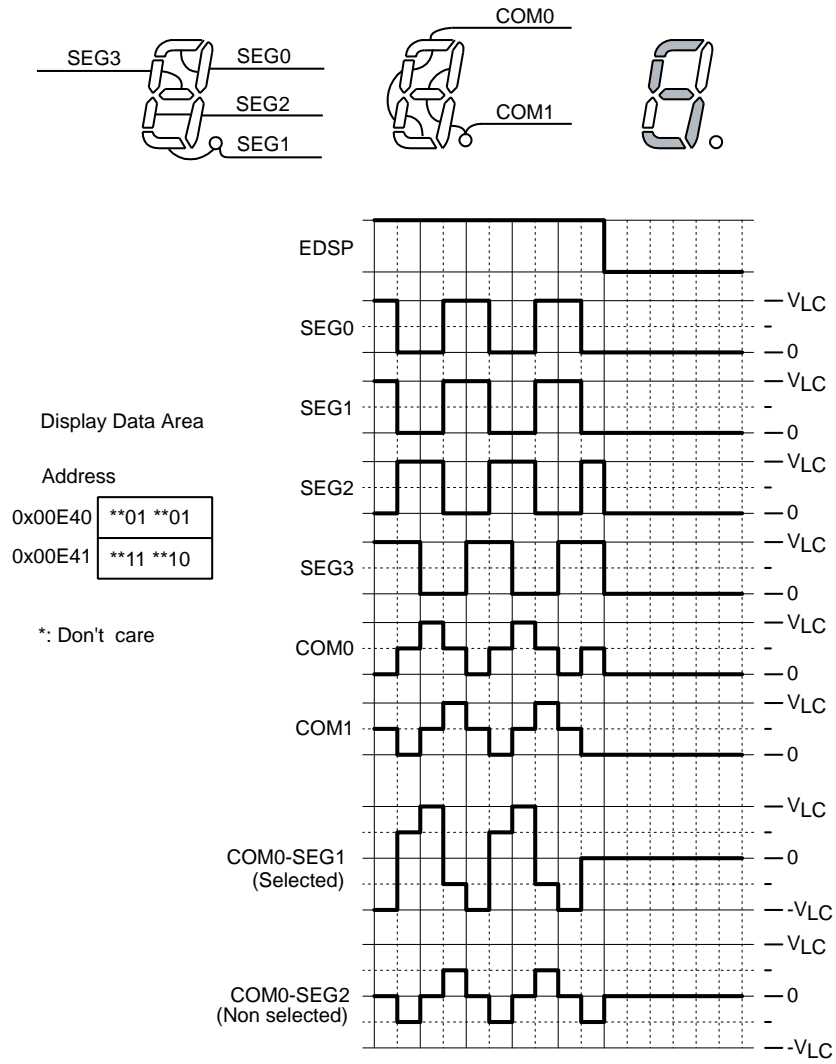 COM0
SEG3
SEG0
SEG2
COM1
SEG1
EDSP
VLC
SEG0
0
VLC
SEG1
Display Data Area
0
VLC
Address
SEG2
0x00E40 **01 **01
0
VLC
0x00E41 **11 **10
SEG3
0
*: Don't care
VLC
COM0
0
VLC
COM1
0
VLC
COM0-SEG1
0
(Selected)
-VLC
VLC
COM0-SEG2
0
(Non selected)
-VLC